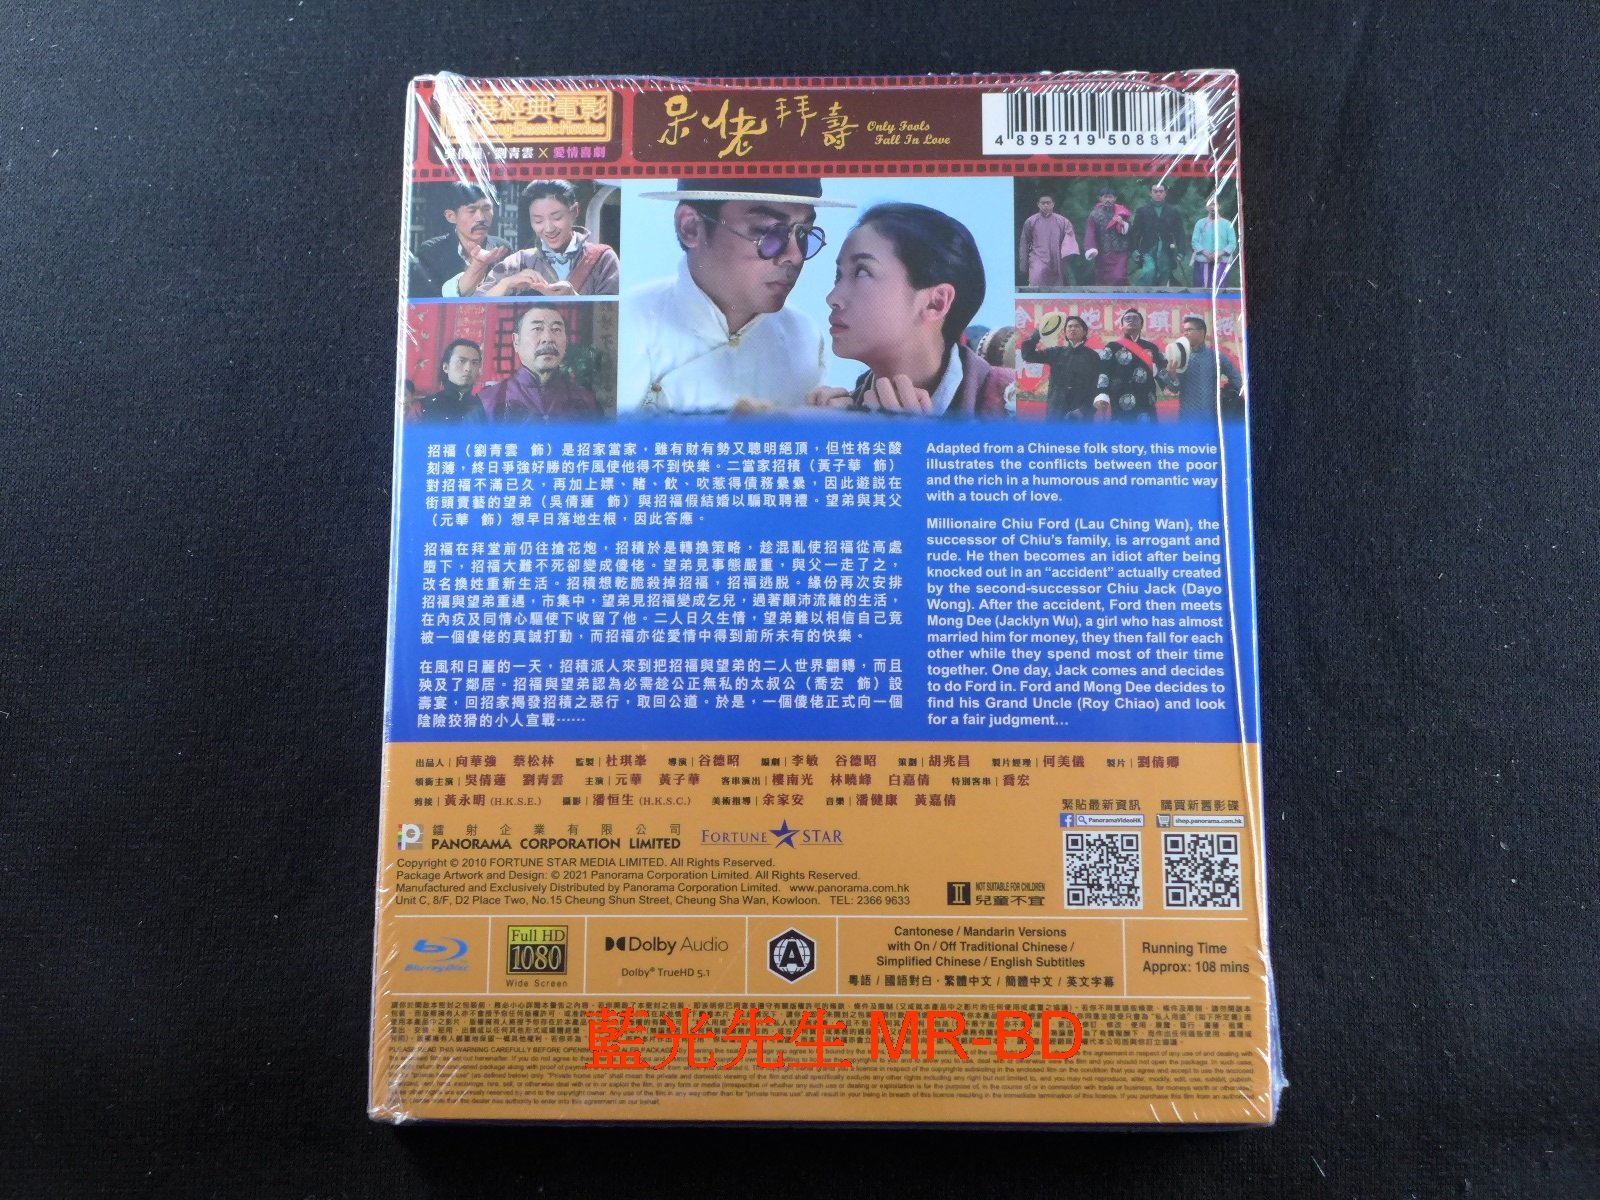 港經典電影
Classic Movies
劉青雲 X 愛情喜劇
呆佬拜壽
Only Fools
Fall In Love
4 895219 508814
招福（劉青雲 飾）是招家當家，雖有財有勢又聰明絕頂，但性格尖酸
刻薄，終日爭強好勝的作風使他得不到快樂。二當家招積（黃子華 飾）
對招福不滿已久，再加上嫖、賭、飲、吹惹得債務纍纍，因此遊說在
街頭賣藝的望弟（吳倩蓮 飾）與招福假結婚以騙取聘禮。望弟與其父
（元華 飾）想早日落地生根，因此答應。
招福在拜堂前仍往搶花炮，招積於是轉換策略，趁混亂使招福從高處
墮下，招福大難不死卻變成傻佬。望弟見事態嚴重，與父一走了之，
改名換姓重新生活。招積想乾脆殺掉招福，招福逃脫。緣份再次安排
招福與望弟重遇，市集中，望弟見招福變成乞兒，過著顛沛流離的生活，
在內疚及同情心驅使下收留了他。二人日久生情，望弟難以相信自己竟
被一個傻佬的真誠打動，而招福亦從愛情中得到前所未有的快樂。
在風和日麗的一天，招積派人來到把招福與望弟的二人世界翻轉，而且
殃及了鄰居。招福與望弟認為必需趁公正無私的太叔公（喬宏 飾）設
壽宴，回招家揭發招積之惡行，取回公道。於是，一個傻佬正式向一個
陰險狡猾的小人宣戰……
Adapted from a Chinese folk story, this movie
illustrates the conflicts between the poor
and the rich in a humorous and romantic way
with a touch of love.
Millionaire Chiu Ford (Lau Ching Wan), the
successor of Chiu's family, is arrogant and
rude. He then becomes an idiot after being
knocked out in an "accident" actually created
by the second-successor Chiu Jack (Dayo
Wong). After the accident, Ford then meets
Mong Dee (Jacklyn Wu), a girl who has almost
married him for money, they then fall for each
other while they spend most of their time
together. One day, Jack comes and decides
to do Ford in. Ford and Mong Dee decides to
find his Grand Uncle (Roy Chiao) and look
for a fair judgment…
出品人 | 向華強 蔡松林 監製 | 杜琪峯 導演 | 谷德昭 編劇 | 李敏 谷德昭 策劃 | 胡兆昌 製片經理 | 何美儀 製片 | 劉倩卿
領銜主演 | 吳倩蓮 劉青雲 主演 | 元華 黃子華 客串演出 | 樓南光 林曉峰 白嘉倩 特別客串 | 喬宏
剪接 | 黃永明 (H.K.S.E.) 攝影 | 潘恒生 (H.K.S.C.) 美術指導 | 余家安 音樂 | 潘健康 黃嘉倩
緊貼最新資訊 購買新舊影碟
PanoramaVideoHK shop.panorama.com.hk
鐳射企業有限公司
PANORAMA CORPORATION LIMITED
FORTUNE STAR
Copyright © 2010 FORTUNE STAR MEDIA LIMITED. All Rights Reserved.
Package Artwork and Design: © 2021 Panorama Corporation Limited. All Rights Reserved.
Manufactured and Exclusively Distributed by Panorama Corporation Limited. www.panorama.com.hk
Unit C, 8/F, D2 Place Two, No.15 Cheung Shun Street, Cheung Sha Wan, Kowloon. TEL: 2366 9633
II NOT SUITABLE FOR CHILDREN
兒童不宜
Blu-ray Disc
Full HD
1080
Wide Screen
Dolby Audio
Dolby® TrueHD 5.1
A
Cantonese / Mandarin Versions
with On / Off Traditional Chinese /
Simplified Chinese / English Subtitles
粵語 / 國語對白．繁體中文 / 簡體中文 / 英文字幕
Running Time
Approx: 108 mins
藍光先生 MR-BD